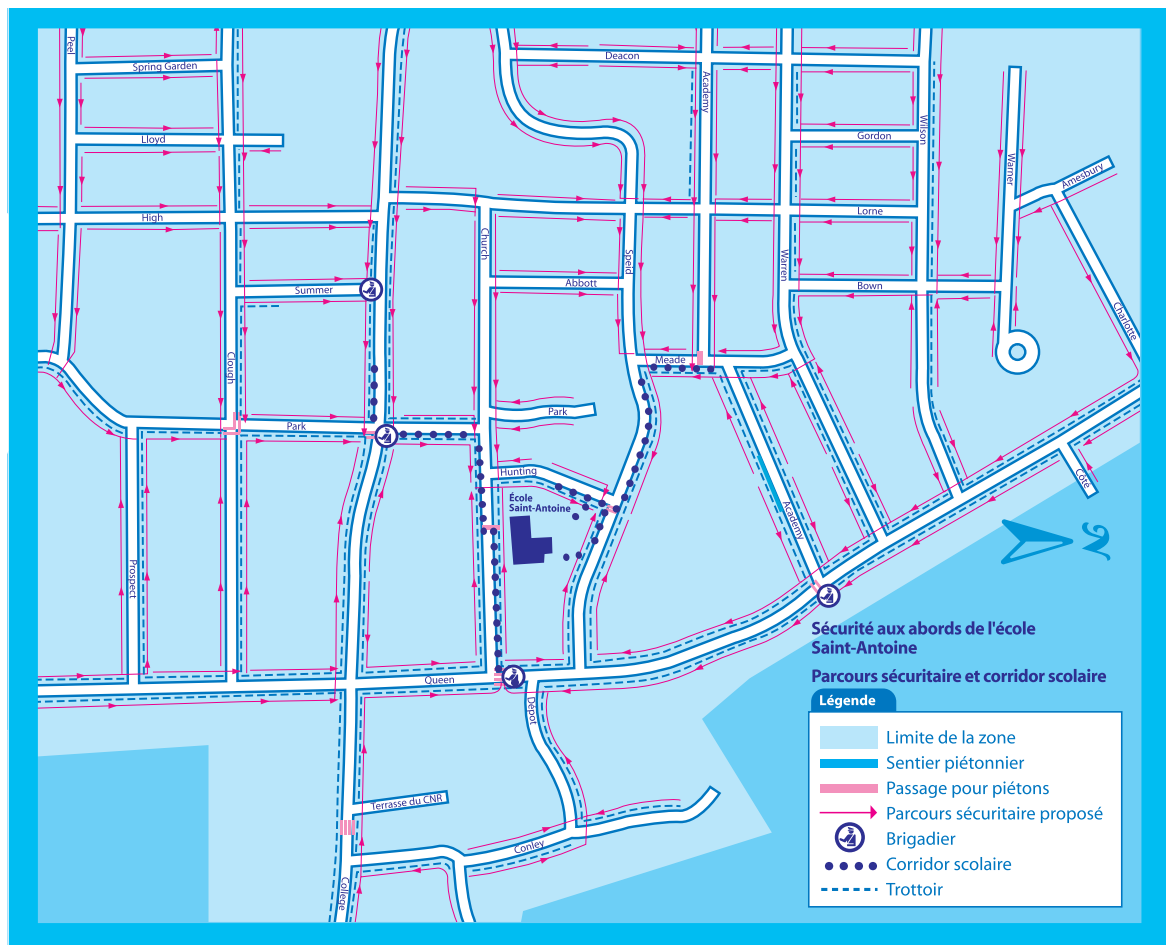 Peel
Spring Garden
Deacon
Academy
Lloyd
Gordon
Wilson
Warner
Amesbury
High
Church
Speid
Warren
Lorne
Summer
Abbott
Bown
Charlotte
Clough
Meade
Park
Park
Hunting
École
Saint-Antoine
Academy
Côté
Prospect
Queen
Dépot
Terrasse du CNR
Conley
College
Sécurité aux abords de l'école
Saint-Antoine
Parcours sécuritaire et corridor scolaire
Légende
Limite de la zone
Sentier piétonnier
Passage pour piétons
Parcours sécuritaire proposé
Brigadier
Corridor scolaire
Trottoir